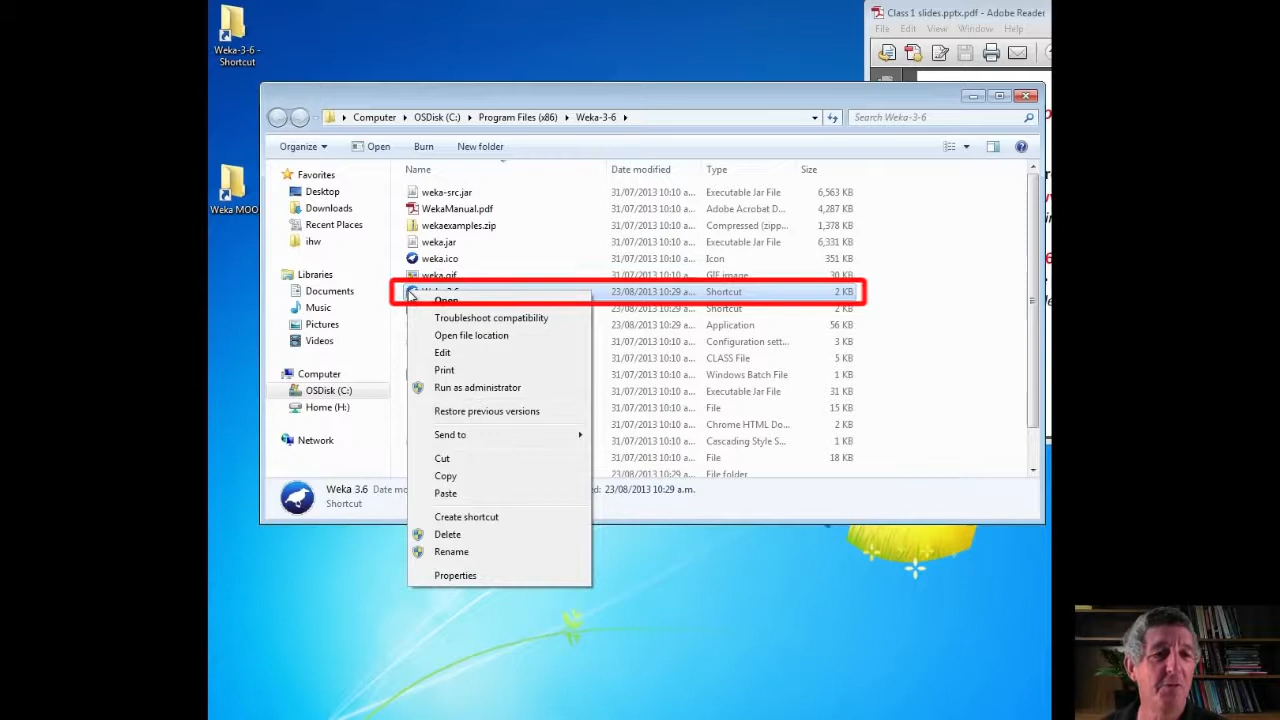 Weka-3-6 -
Shortcut
Weka MOO
Class 1 slides.pptx.pdf - Adobe Reader
File Edit View Window Help
Computer OSDisk (C:) Program Files (x86) Weka-3-6
Search Weka-3-6
Organize Open Burn New folder
Name Date modified Type Size
Favorites
Desktop
Downloads
Recent Places
ihw
Libraries
Documents
Music
Pictures
Videos
Computer
OSDisk (C:)
Home (H:)
Network
weka-src.jar 31/07/2013 10:10 a... Executable Jar File 6,563 KB
WekaManual.pdf 31/07/2013 10:10 a... Adobe Acrobat D... 4,287 KB
wekaexamples.zip 31/07/2013 10:10 a... Compressed (zipp... 1,378 KB
weka.jar 31/07/2013 10:10 a... Executable Jar File 6,331 KB
weka.ico 31/07/2013 10:10 a... Icon 351 KB
weka.gif 31/07/2013 10:10 a... GIF image 30 KB
23/08/2013 10:29 a... Shortcut 2 KB
23/08/2013 10:29 a... Shortcut 2 KB
23/08/2013 10:29 a... Application 56 KB
31/07/2013 10:10 a... Configuration sett... 3 KB
31/07/2013 10:10 a... CLASS File 1 KB
31/07/2013 10:10 a... Windows Batch File 1 KB
31/07/2013 10:10 a... Executable Jar File 31 KB
31/07/2013 10:10 a... File 15 KB
31/07/2013 10:10 a... Chrome HTML Do... 2 KB
31/07/2013 10:10 a... Cascading Style S... 1 KB
31/07/2013 10:10 a... File 18 KB
23/08/2013 10:29 a... File folder
Open
Troubleshoot compatibility
Open file location
Edit
Print
Run as administrator
Restore previous versions
Send to
Cut
Copy
Paste
Create shortcut
Delete
Rename
Properties
Weka 3.6 Date mo
Shortcut
ed: 23/08/2013 10:29 a.m.